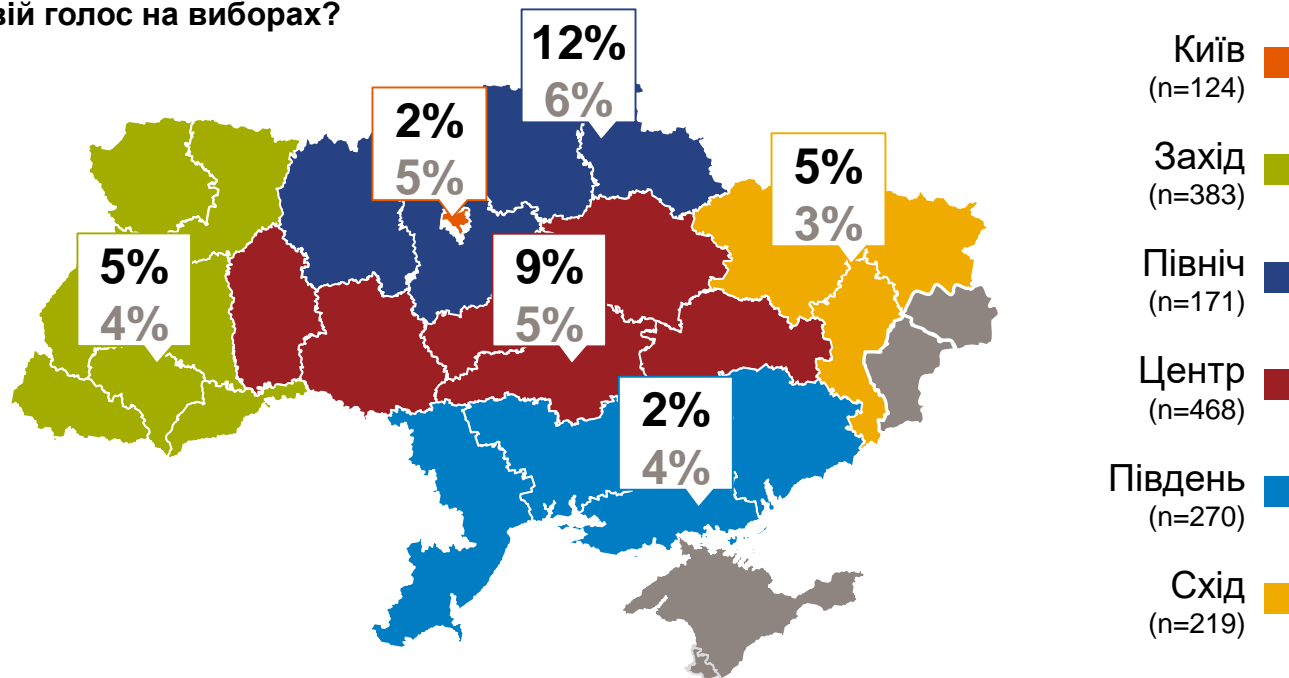 голос на виборах?
12%
6%
2%
5%
5%
3%
5%
4%
9%
5%
2%
4%
Київ
(n=124)
Захід
(n=383)
Північ
(n=171)
Центр
(n=468)
Південь
(n=270)
Схід
(n=219)